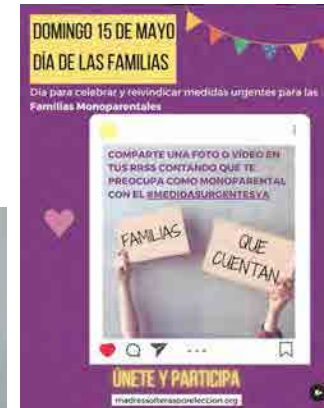 DOMINGO 15 DE MAYO
DÍA DE LAS FAMILIAS
Día para celebrar y reivindicar medidas urgentes para las
Familias Monoparentales
COMPARTE UNA FOTO O VÍDEO EN
TUS RRSS CONTANDO QUÉ TE
PREOCUPA COMO MONOPARENTAL
CON EL #MEDIDASURGENTESYA
FAMILIAS
QUE
CUENTAN
ÚNETE Y PARTICIPA
madressolterasporeleccion.org